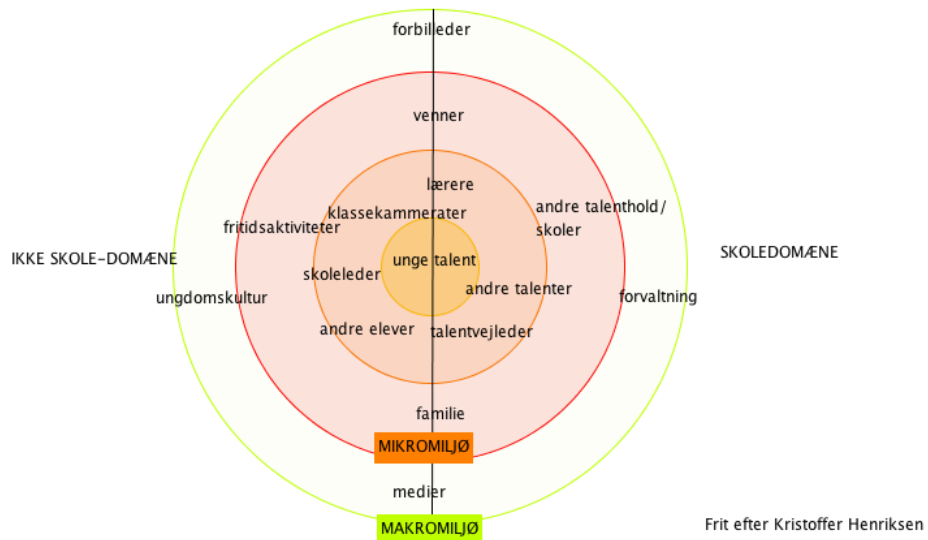 forbilleder
venner
lærere
andre talenthold/
skoler
klassekammerater
fritidsaktiviteter
IKKE SKOLE-DOMÆNE
unge talent
SKOLEDOMÆNE
skoleleder
andre talenter
ungdomskultur
forvaltning
andre elever
talentvejleder
familie
MIKROMILJØ
medier
MAKROMILJØ
Frit efter Kristoffer Henriksen